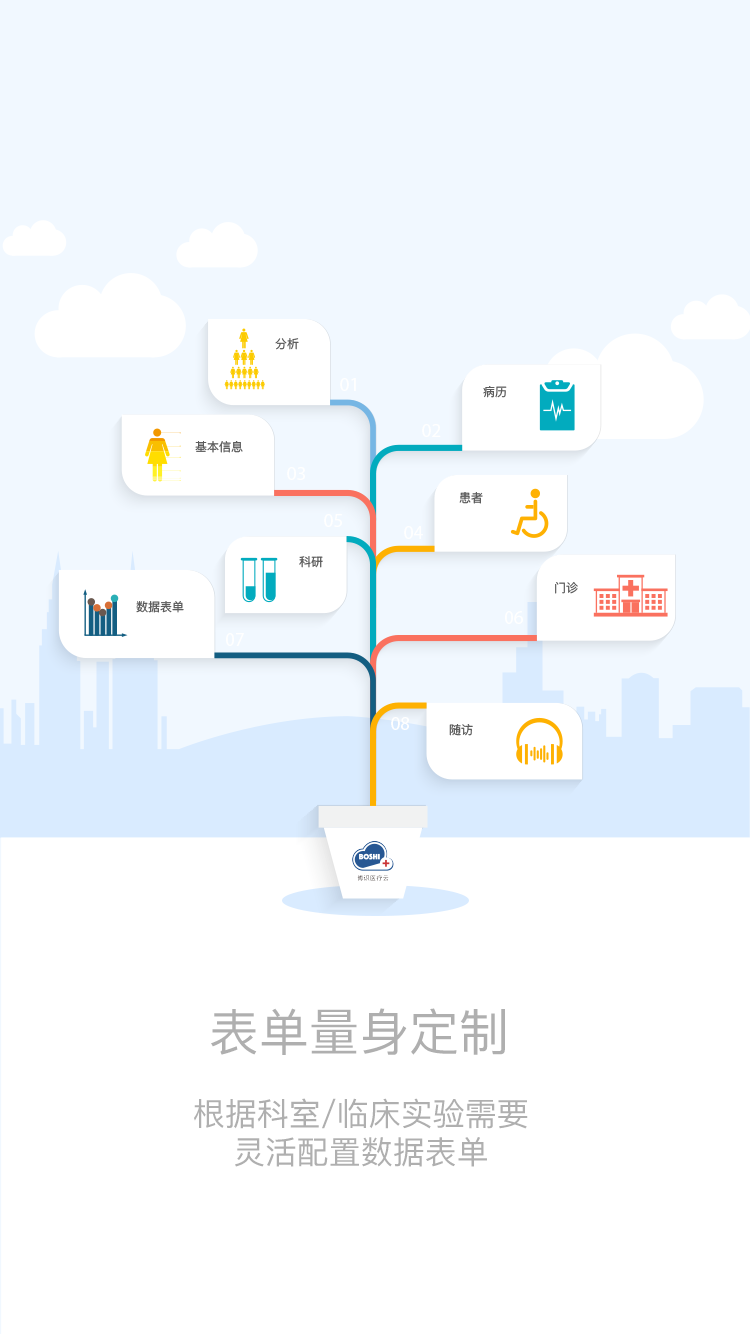 分析
01
病历
02
基本信息
03
患者
04
05
科研
门诊
06
数据表单
07
随访
08
BOSHI
博识医疗云
表单量身定制
根据科室/临床实验需要
灵活配置数据表单